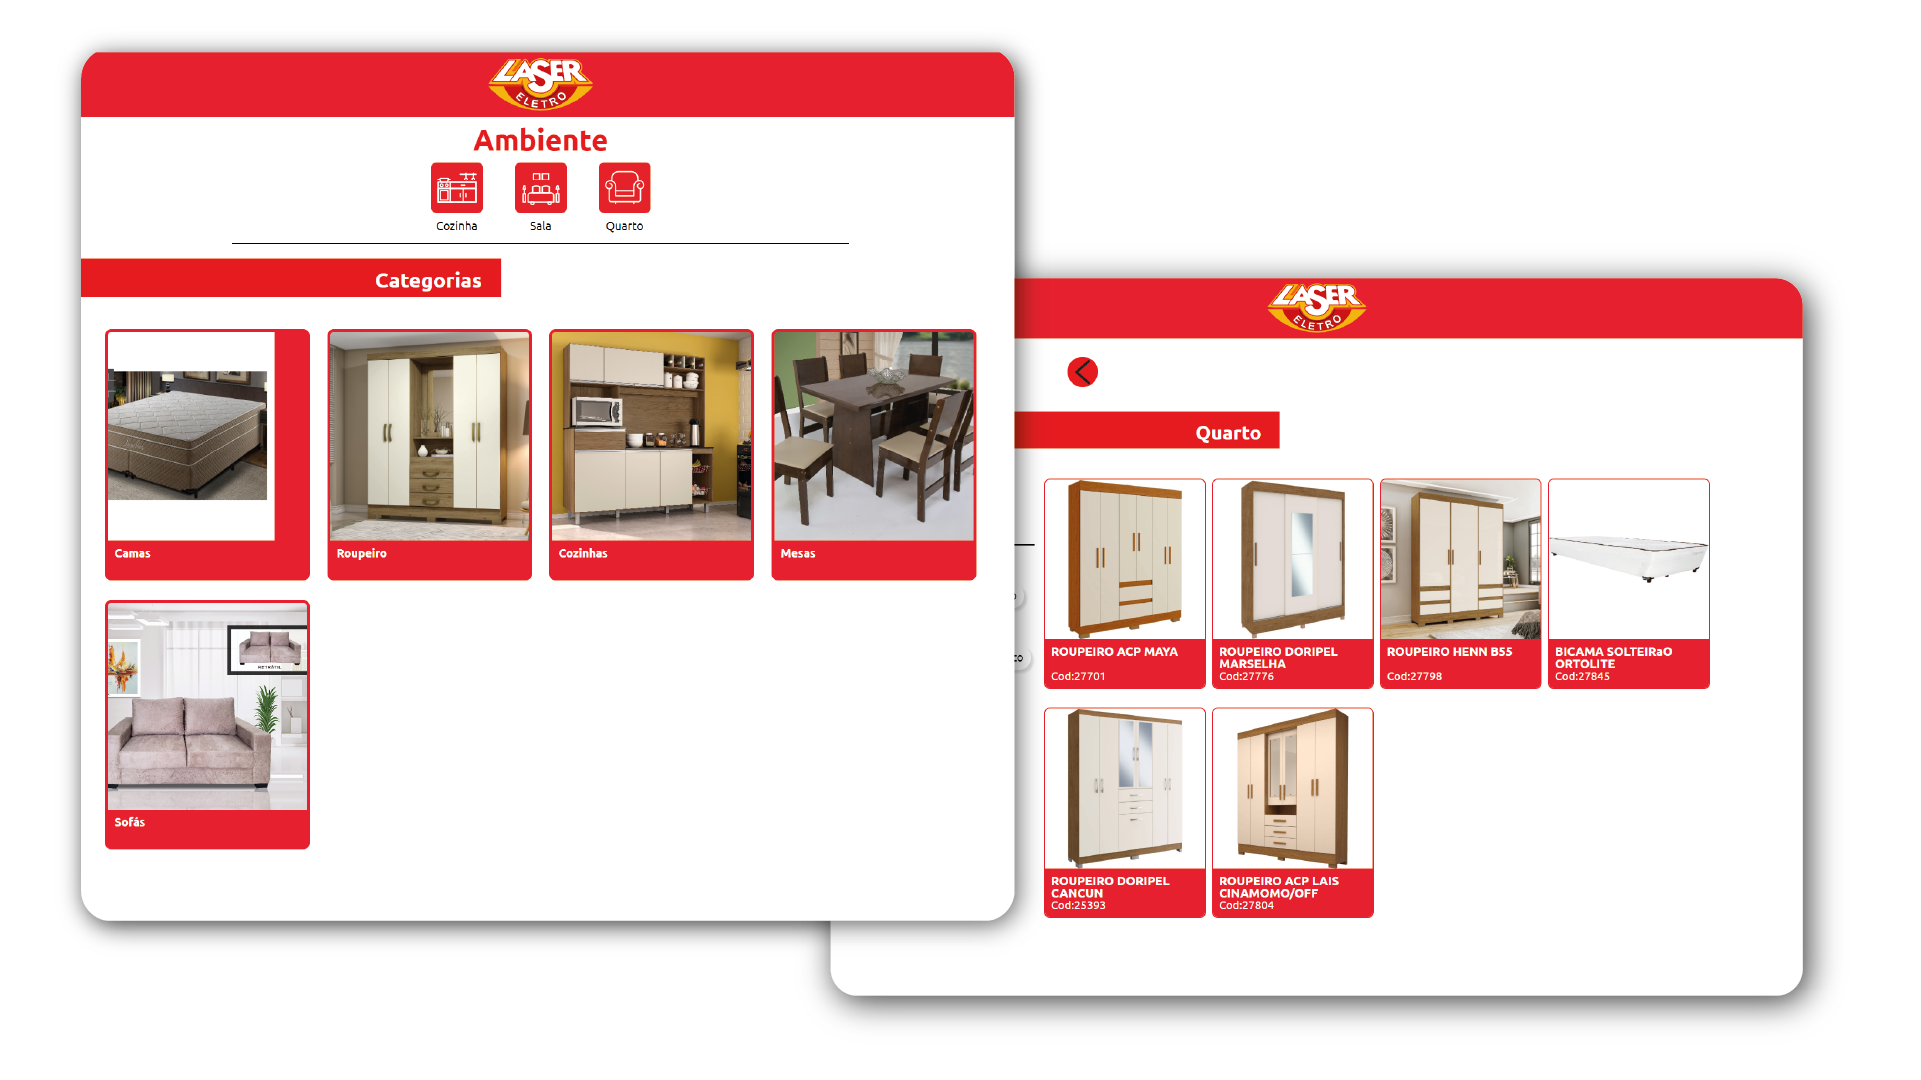 LASER
ELETRO
Ambiente
Cozinha
Sala
Quarto
Categorias
Camas
Roupeiro
Cozinhas
Mesas
RETRÁTIL
Sofás
LASER
ELETRO
Quarto
ROUPEIRO ACP MAYA
Cod:27701
ROUPEIRO DORIPEL
MARSELHA
Cod:27776
ROUPEIRO HENN B55
Cod:27798
BICAMA SOLTEIRaO
ORTOLITE
Cod:27845
ROUPEIRO DORIPEL
CANCUN
Cod:25393
ROUPEIRO ACP LAIS
CINAMOMO/OFF
Cod:27804